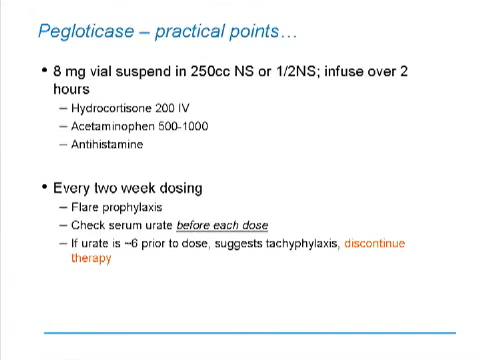 Pegloticase – practical points…
• 8 mg vial suspend in 250cc NS or 1/2NS; infuse over 2
hours
– Hydrocortisone 200 IV
– Acetaminophen 500-1000
– Antihistamine
• Every two week dosing
– Flare prophylaxis
– Check serum urate before each dose
– If urate is ~6 prior to dose, suggests tachyphylaxis, discontinue
therapy